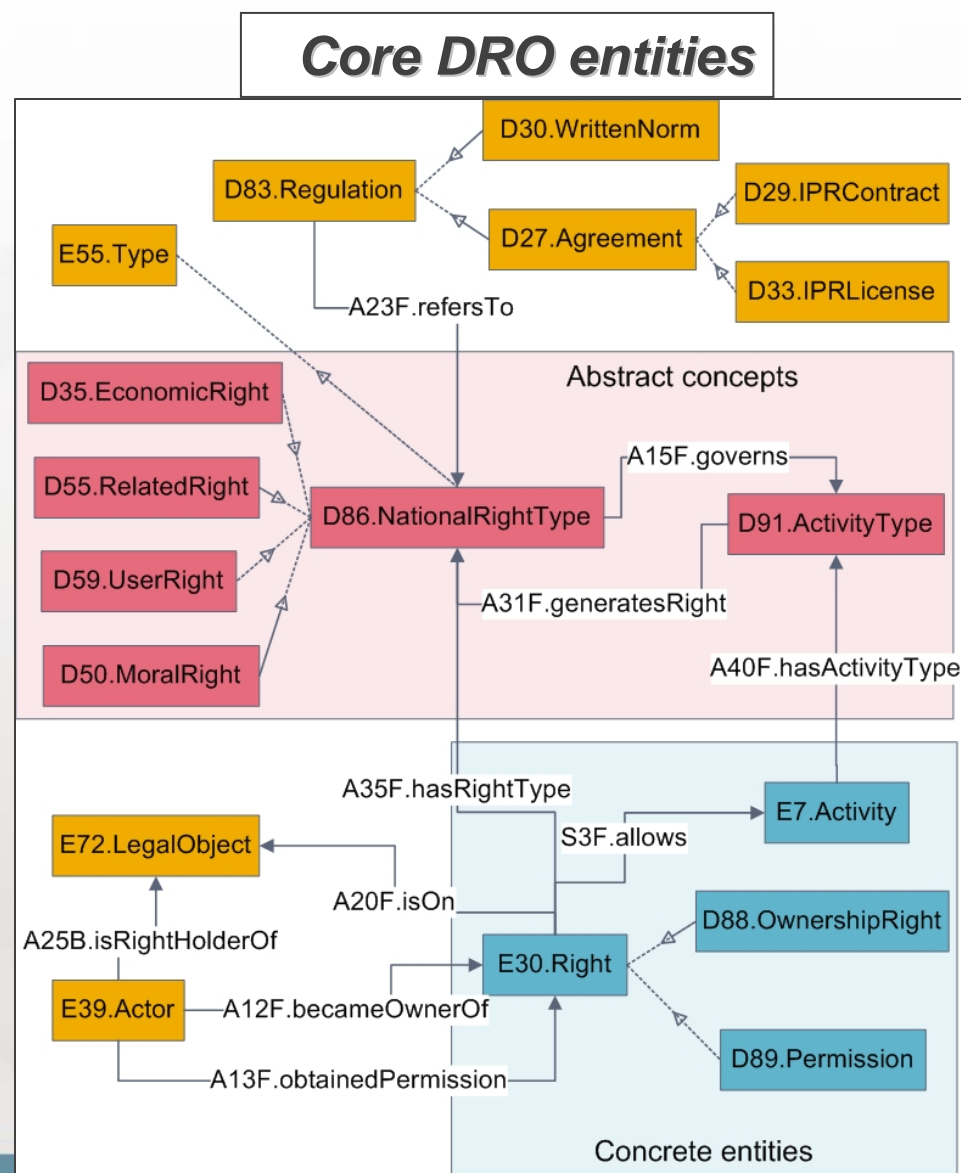 Core DRO entities
D30.WrittenNorm
D83.Regulation
D29.IPRContract
D27.Agreement
E55.Type
D33.IPRLicense
A23F.refersTo
Abstract concepts
D35.EconomicRight
A15F.governs
D55.RelatedRight
D86.NationalRightType
D91.ActivityType
D59.UserRight
A31F.generatesRight
D50.MoralRight
A40F.hasActivityType
A35F.hasRightType
E7.Activity
S3F.allows
E72.LegalObject
A20F.isOn
D88.OwnershipRight
A25B.isRightHolderOf
E30.Right
E39.Actor
A12F.becameOwnerOf
D89.Permission
A13F.obtainedPermission
Concrete entities